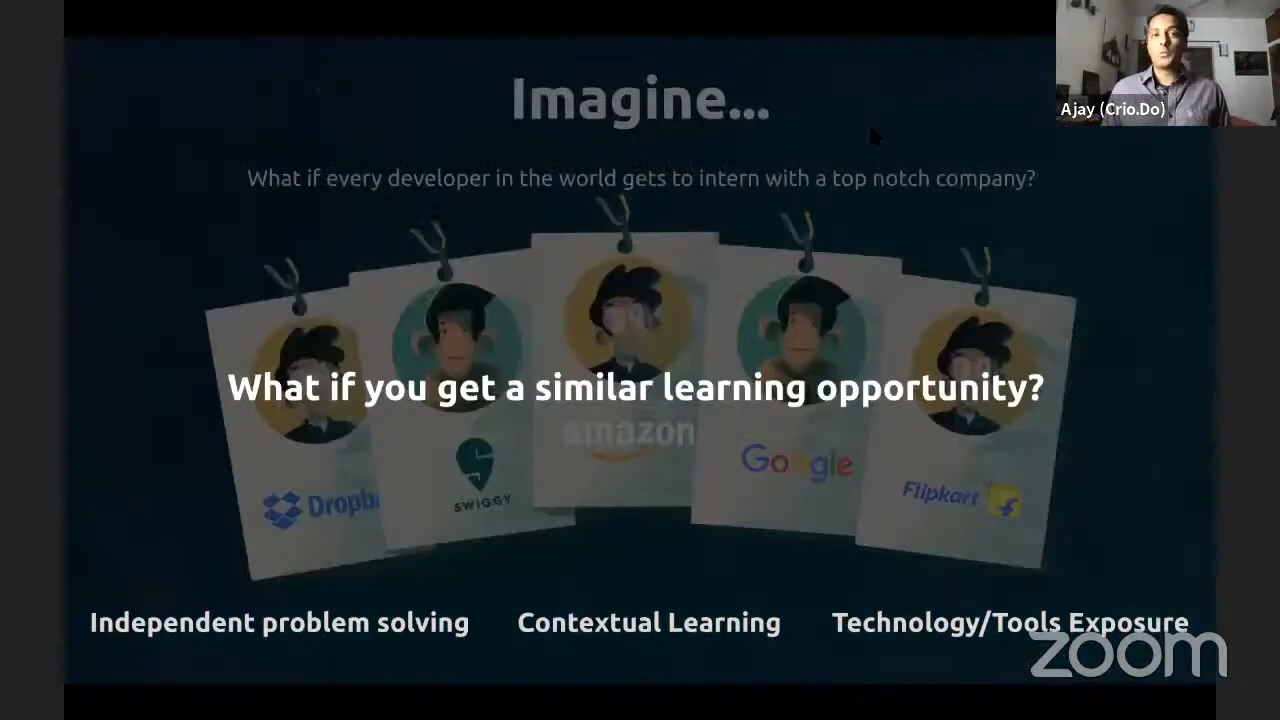 Imagine...
Ajay (Crio.Do)
What if every developer in the world gets to intern with a top notch company?
What if you get a similar learning opportunity?
amazon
Google
Dropb
SWIGGY
Flipkart
Independent problem solving
Contextual Learning
Technology/Tools Exposure
zoom